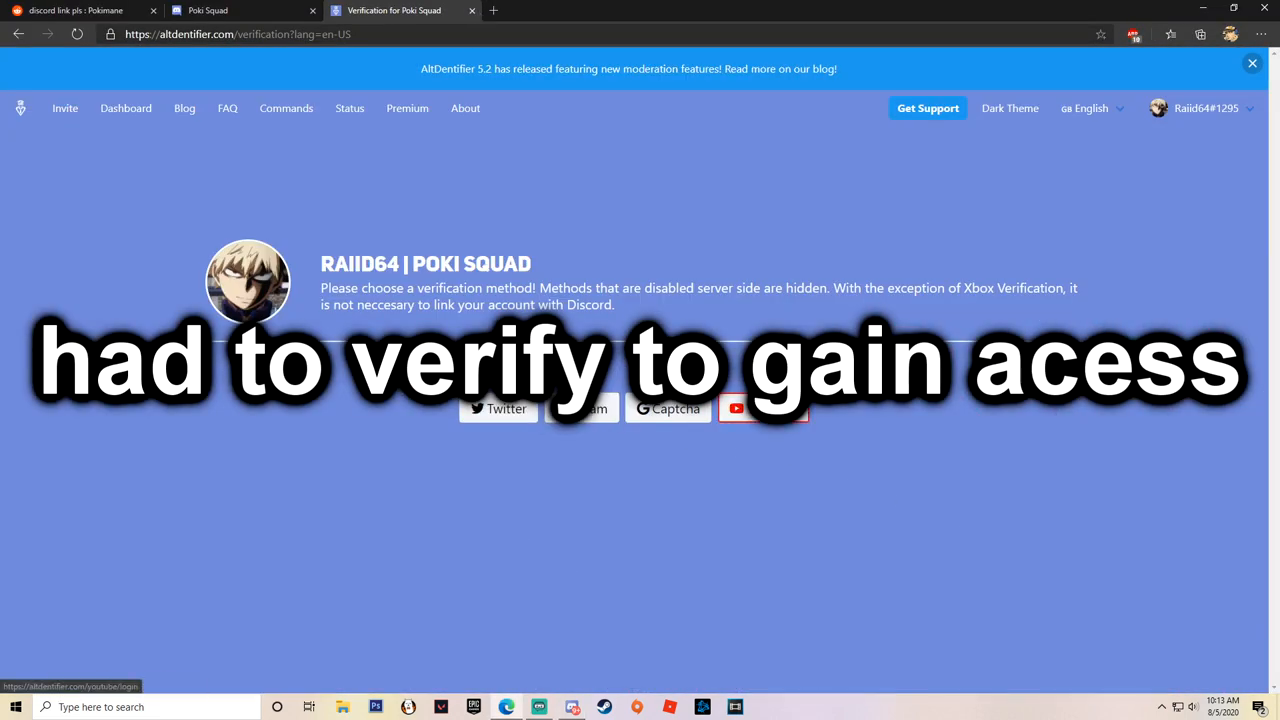 discord link pls : Pokimane
Poki Squad
Verification for Poki Squad
https://altdentifier.com/verification?lang=en-US
10
AltDentifier 5.2 has released featuring new moderation features! Read more on our blog!
Invite
Dashboard
Blog
FAQ
Commands
Status
Premium
About
Get Support
Dark Theme
GB English
Raiid64#1295
RAIID64 | POKI SQUAD
Please choose a verification method! Methods that are disabled server side are hidden. With the exception of Xbox Verification, it
is not neccesary to link your account with Discord.
had to verify to gain acess
Twitter
Captcha
https://altdentifier.com/youtube/login
Type here to search
10:13 AM
8/5/2020
2